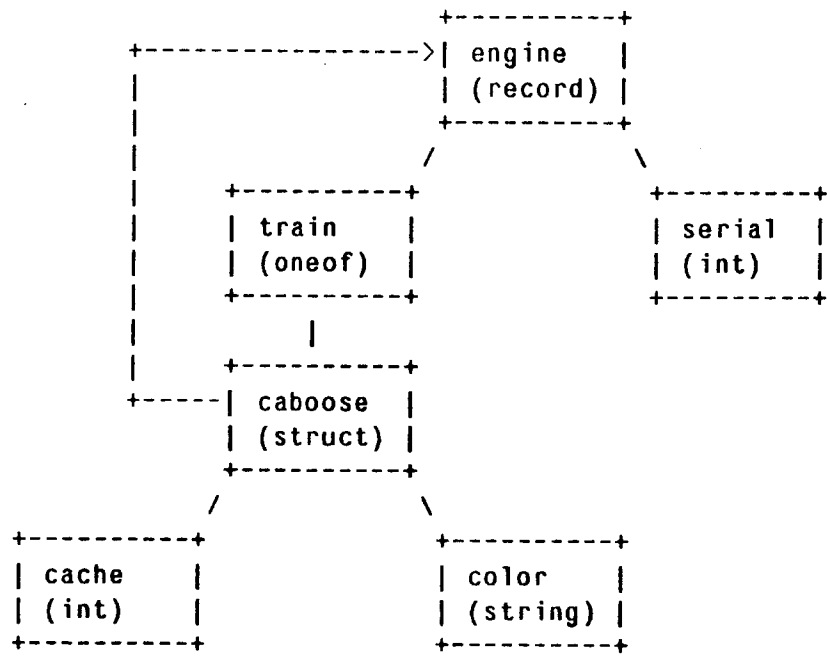 engine
(record)
train
(oneof)
serial
(int)
caboose
(struct)
cache
(int)
color
(string)